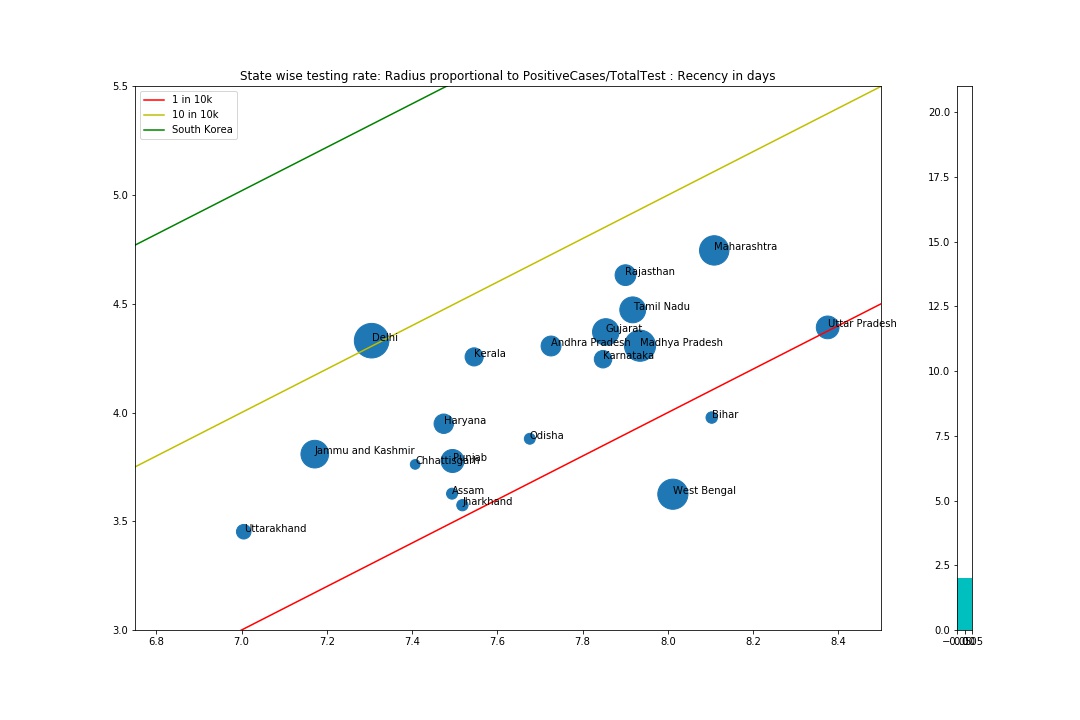 State wise testing rate: Radius proportional to PositiveCases/TotalTest : Recency in days
5.5
5.0
4.5
4.0
3.5
3.0
1 in 10k
10 in 10k
South Korea
Maharashtra
Rajasthan
Tamil Nadu
Gujarat
Uttar Pradesh
Delhi
Andhra Pradesh
Madhya Pradesh
Kerala
Karnataka
Haryana
Bihar
Odisha
Jammu and Kashmir
Chhattisgarh
Punjab
Assam
West Bengal
Jharkhand
Uttarakhand
6.8 7.0 7.2 7.4 7.6 7.8 8.0 8.2 8.4
20.0
17.5
15.0
12.5
10.0
7.5
5.0
2.5
0.0